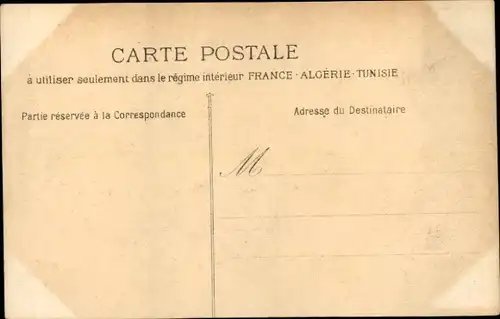 CARTE POSTALE
à utiliser seulement dans le régime intérieur FRANCE - ALGÉRIE - TUNISIE
Partie réservée à la Correspondance
Adresse du Destinataire
M